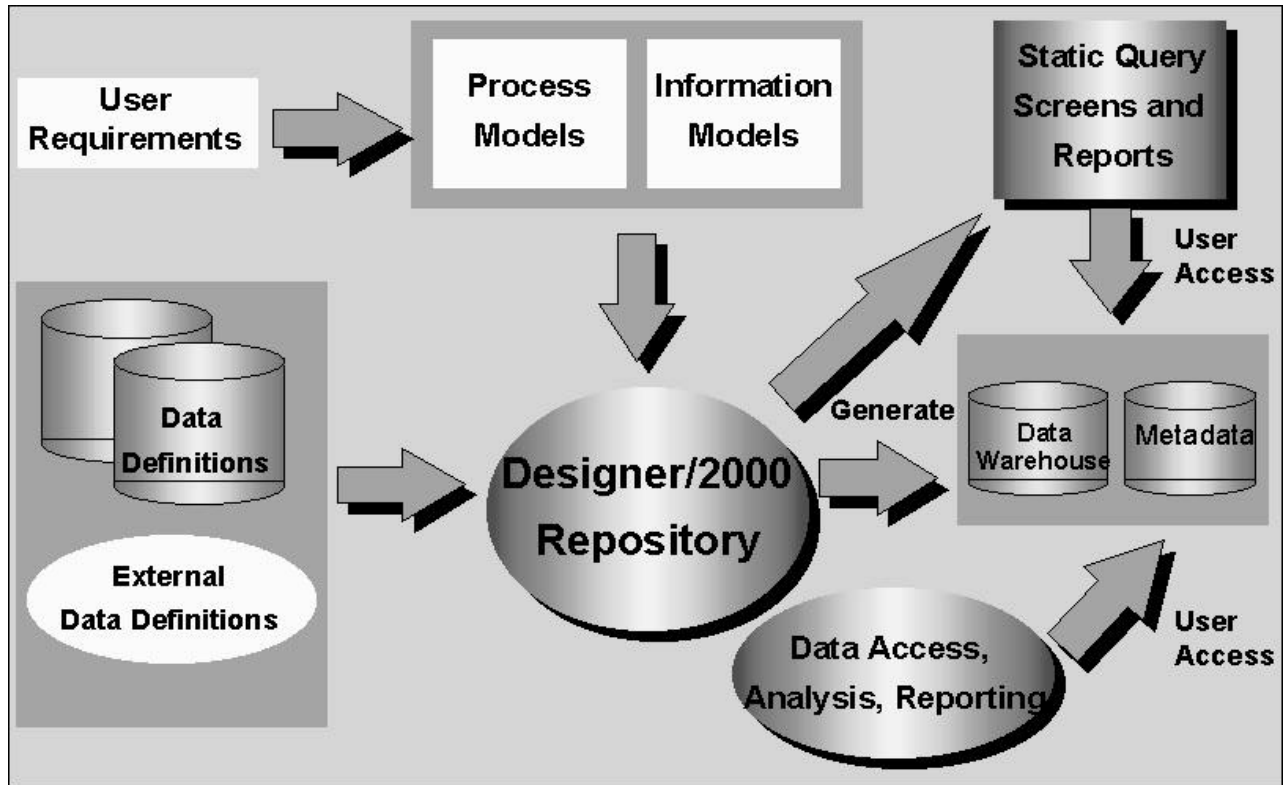 User
Requirements
Process
Models
Information
Models
Static Query
Screens and
Reports
User
Access
Data
Definitions
External
Data Definitions
Designer/2000
Repository
Generate
Data
Warehouse
Metadata
Data Access,
Analysis, Reporting
User
Access